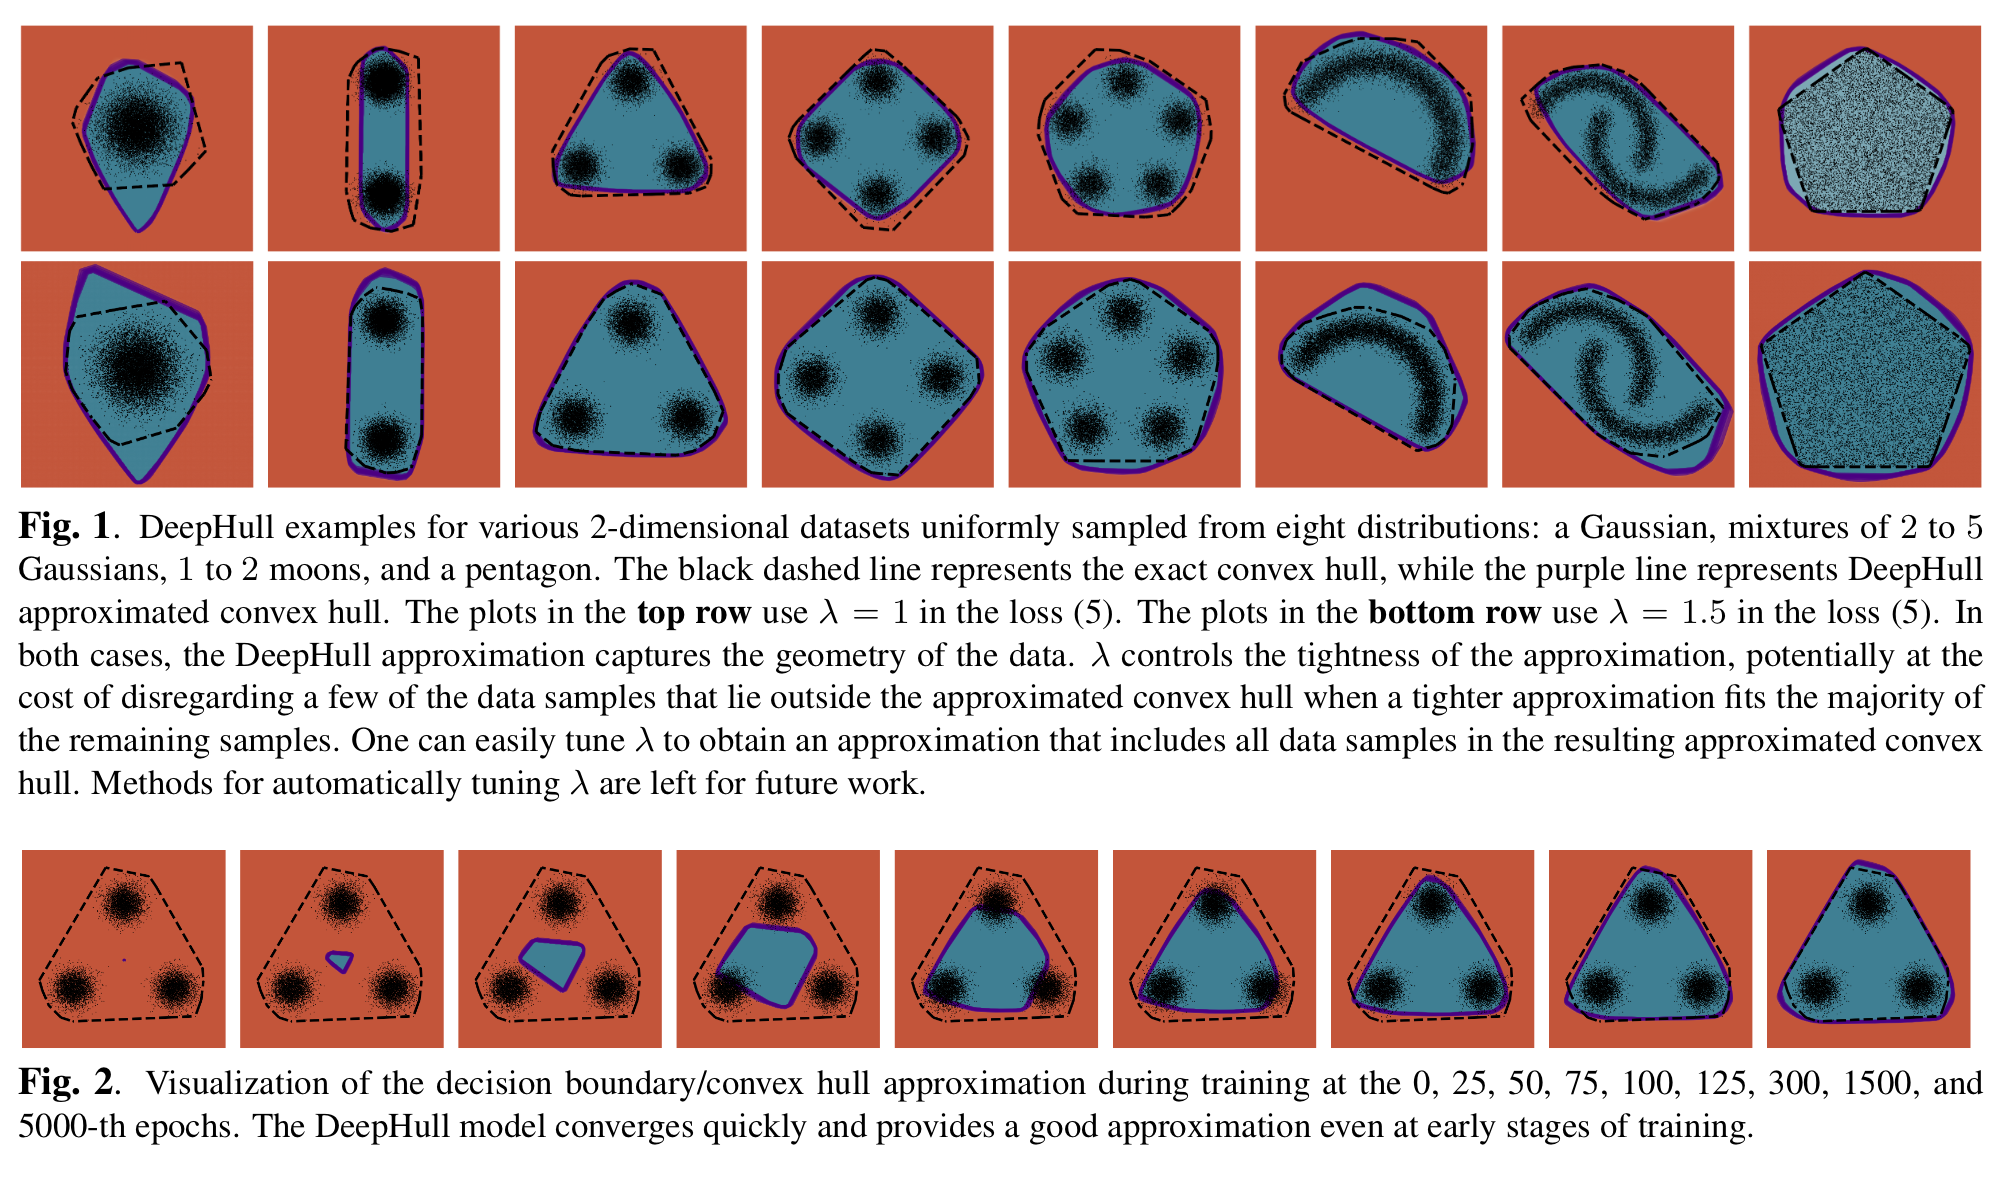 Fig. 1. DeepHull examples for various 2-dimensional datasets uniformly sampled from eight distributions: a Gaussian, mixtures of 2 to 5
Gaussians, 1 to 2 moons, and a pentagon. The black dashed line represents the exact convex hull, while the purple line represents DeepHull
approximated convex hull. The plots in the top row use λ = 1 in the loss (5). The plots in the bottom row use λ = 1.5 in the loss (5). In
both cases, the DeepHull approximation captures the geometry of the data. λ controls the tightness of the approximation, potentially at the
cost of disregarding a few of the data samples that lie outside the approximated convex hull when a tighter approximation fits the majority of
the remaining samples. One can easily tune λ to obtain an approximation that includes all data samples in the resulting approximated convex
hull. Methods for automatically tuning λ are left for future work.
Fig. 2. Visualization of the decision boundary/convex hull approximation during training at the 0, 25, 50, 75, 100, 125, 300, 1500, and
5000-th epochs. The DeepHull model converges quickly and provides a good approximation even at early stages of training.